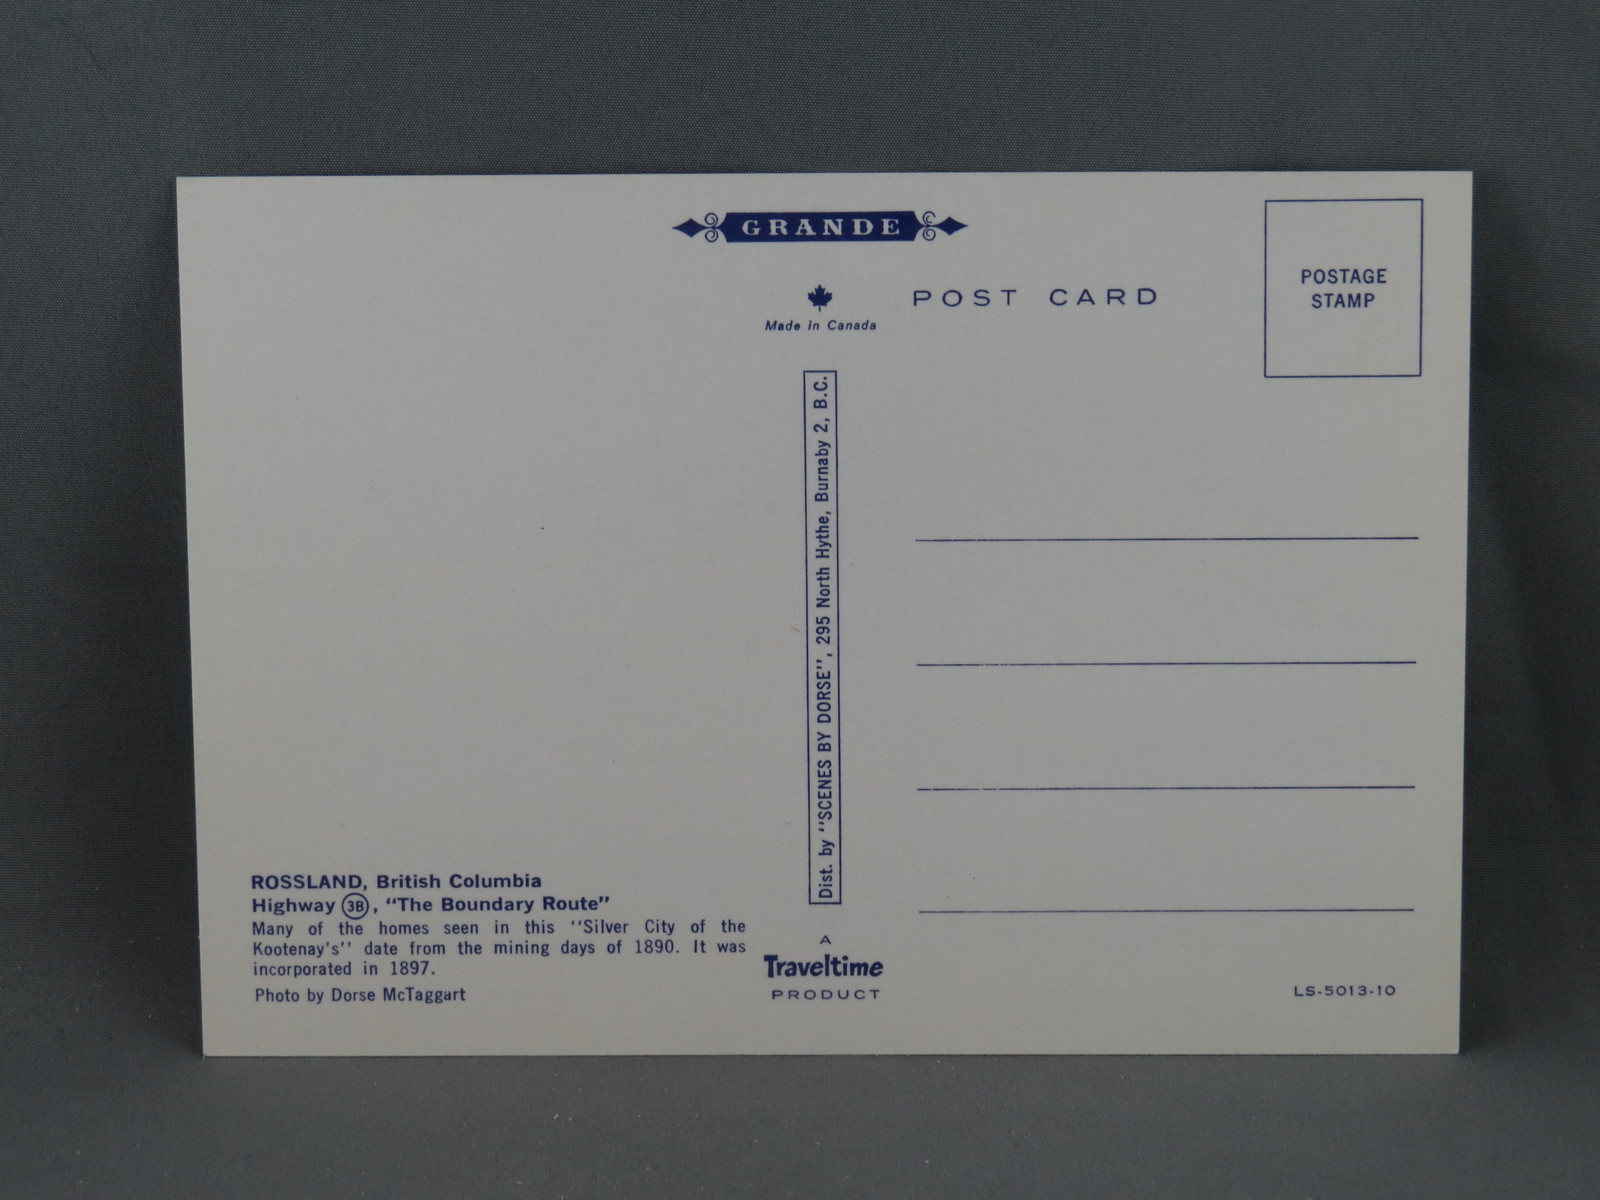 GRANDE
Made in Canada
POST CARD
POSTAGE
STAMP
Dist. by "SCENES BY DORSE", 295 North Hythe, Burnaby 2, B.C.
ROSSLAND, British Columbia
Highway 3B, "The Boundary Route"
Many of the homes seen in this "Silver City of the
Kootenay's" date from the mining days of 1890. It was
incorporated in 1897.
Photo by Dorse McTaggart
A
Traveltime
PRODUCT
LS-5013-10